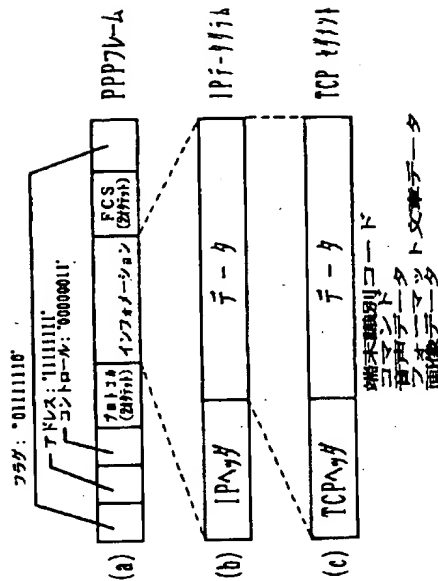 フラグ："01111110"
アドレス："11111111"
コントロール："00000011"
(a)
プロトコル
(2オクテット)
インフォメーション
FCS
(2オクテット)
PPPフレーム
(b)
IPヘッダ
データ
IPデータグラム
(c)
TCPヘッダ
データ
TCPセグメント
端末識別コード
コマンド
音声データ
フォーマット文章データ
画像データ